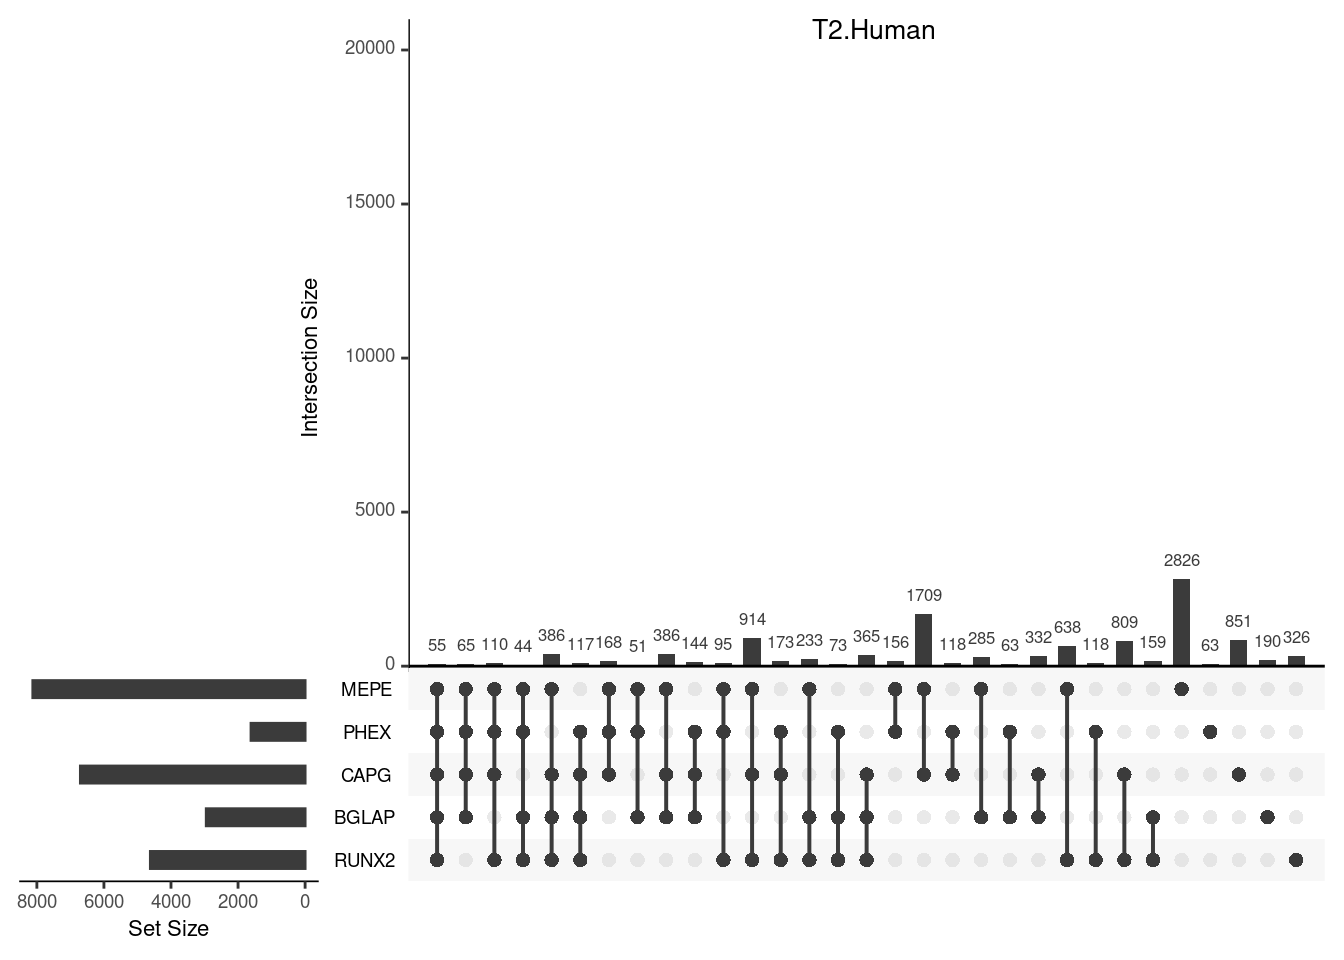 T2.Human
20000
15000
10000
5000
0
Intersection Size
55 65 110 44 386 117 168 51 386 144 95 914 173 233 73 365 156 1709 118 285 63 332 638 118 809 159 2826 63 851 190 326
MEPE
PHEX
CAPG
BGLAP
RUNX2
8000 6000 4000 2000 0
Set Size